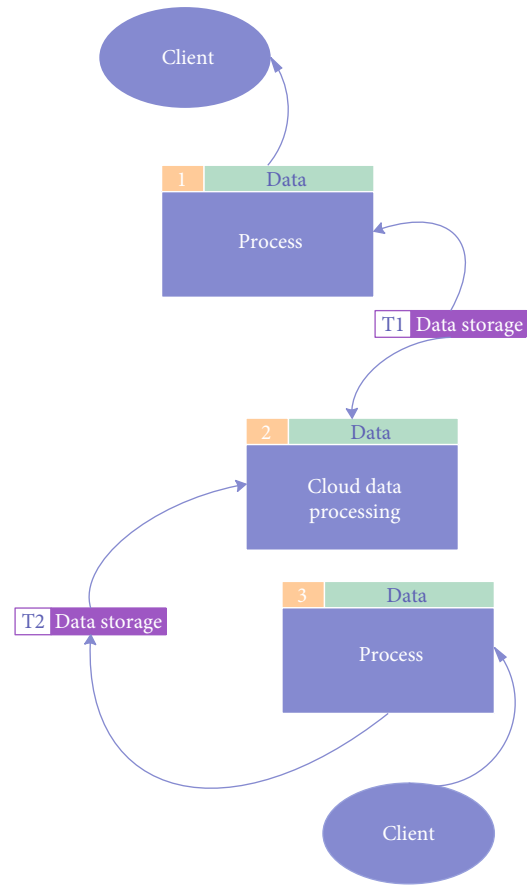 Client
1 Data
Process
T1 Data storage
2 Data
Cloud data
processing
3 Data
T2 Data storage
Process
Client